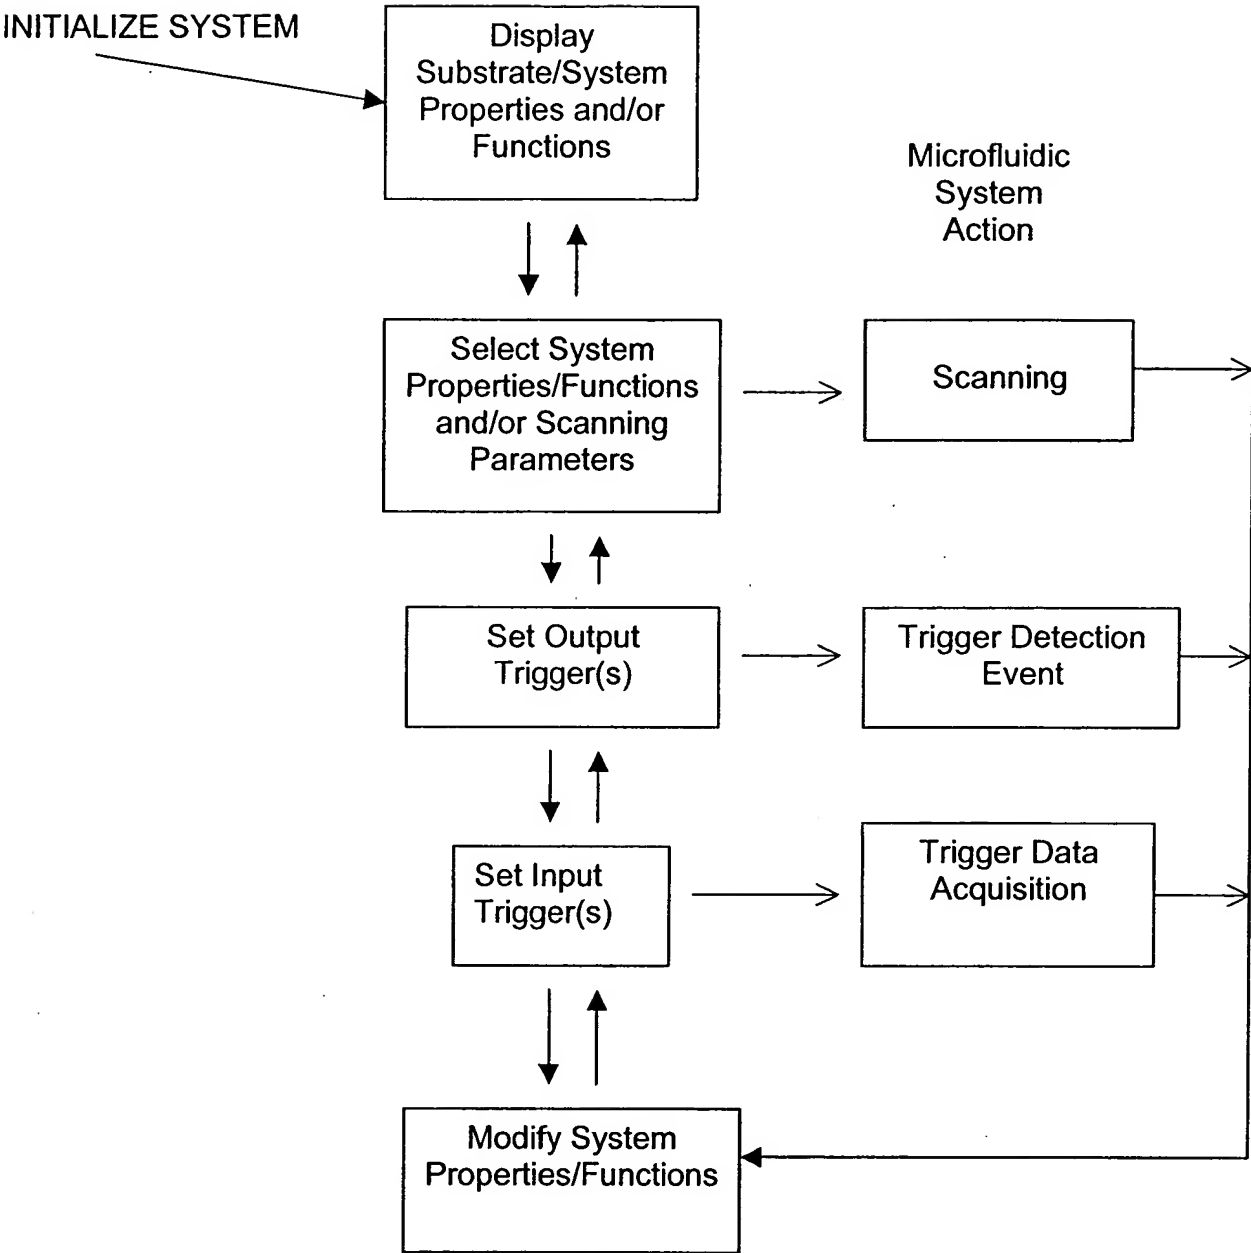 INITIALIZE SYSTEM
Display
Substrate/System
Properties and/or
Functions
Microfluidic
System
Action
Select System
Properties/Functions
and/or Scanning
Parameters
Scanning
Set Output
Trigger(s)
Trigger Detection
Event
Set Input
Trigger(s)
Trigger Data
Acquisition
Modify System
Properties/Functions